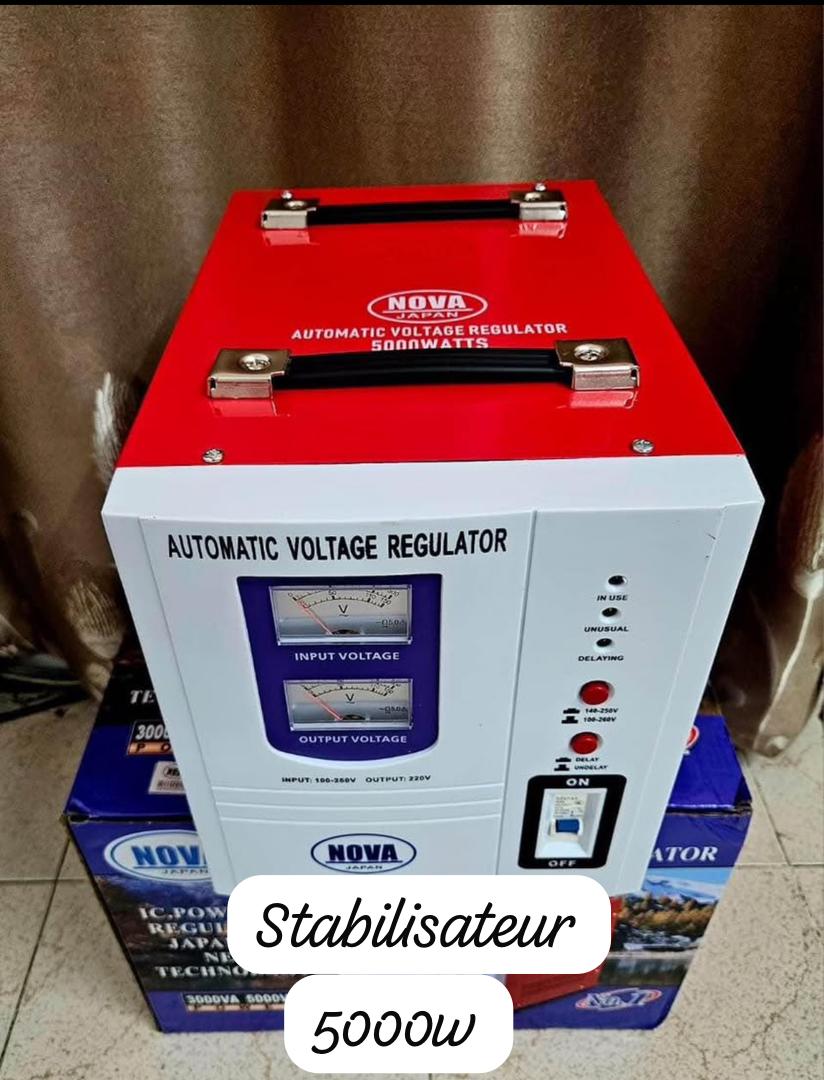 NOVA
JAPAN
AUTOMATIC VOLTAGE REGULATOR
5000WATTS
AUTOMATIC VOLTAGE REGULATOR
V
INPUT VOLTAGE
V
OUTPUT VOLTAGE
INPUT: 100-260V OUTPUT: 220V
NOVA
JAPAN
IN USE
UNUSUAL
DELAYING
140-250V
100-260V
DELAY
UNDELAY
ON
OFF
NOVA
JAPAN
ATOR
TECHNO
3000VA 5000V
Stabilisateur
5000w